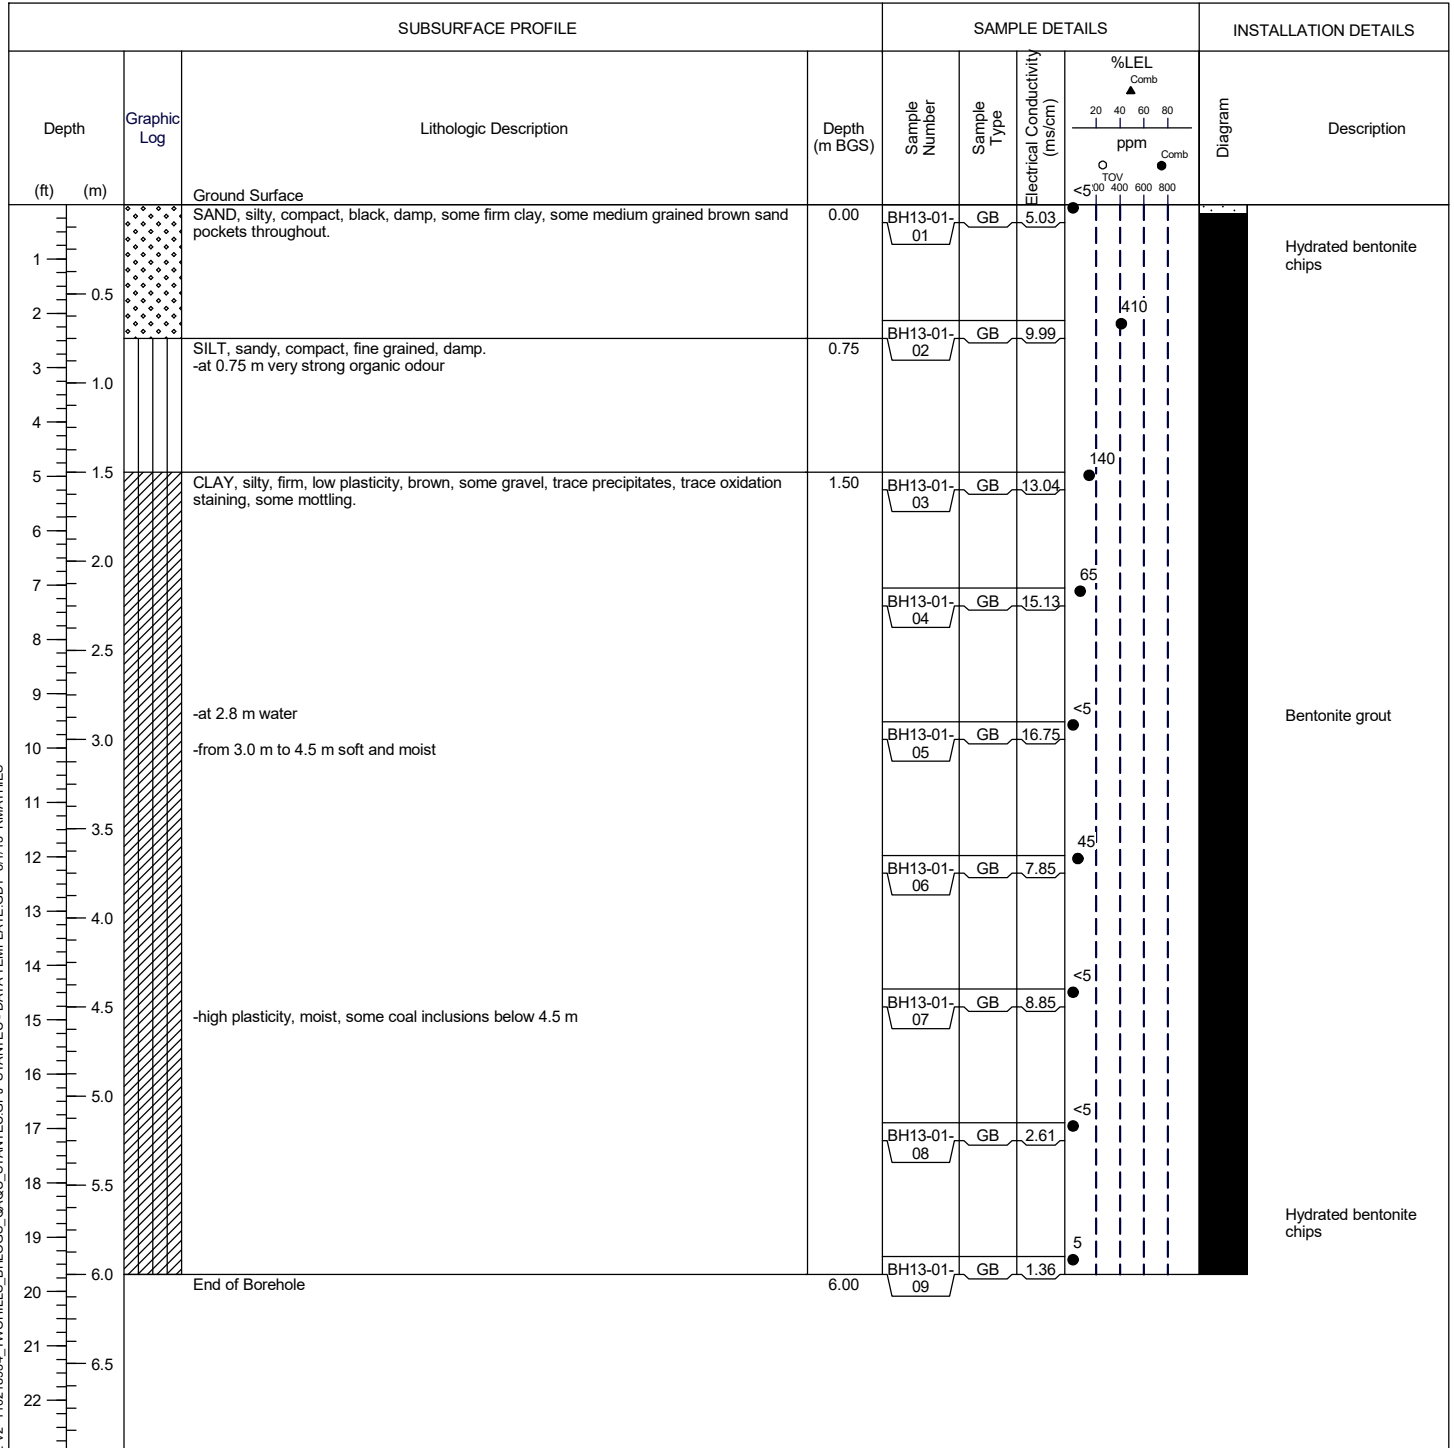 SUBSURFACE PROFILE
SAMPLE DETAILS
INSTALLATION DETAILS
Depth
(ft)
(m)
Graphic
Log
Lithologic Description
Depth
(m BGS)
Sample
Number
Sample
Type
Electrical Conductivity
(ms/cm)
%LEL
Comb
20 40 60 80
ppm
TOV
Comb
400 600 800
Diagram
Description
Ground Surface
SAND, silty, compact, black, damp, some firm clay, some medium grained brown sand
pockets throughout.
0.00
BH13-01-
01
GB
5.03
<5
Hydrated bentonite
chips
1
0.5
2
410
BH13-01-
02
GB
9.99
SILT, sandy, compact, fine grained, damp.
-at 0.75 m very strong organic odour
0.75
3
1.0
4
5
1.5
140
CLAY, silty, firm, low plasticity, brown, some gravel, trace precipitates, trace oxidation
staining, some mottling.
1.50
BH13-01-
03
GB
13.04
6
2.0
7
65
BH13-01-
04
GB
15.13
8
2.5
9
-at 2.8 m water
<5
Bentonite grout
10
3.0
-from 3.0 m to 4.5 m soft and moist
BH13-01-
05
GB
16.75
11
3.5
12
45
BH13-01-
06
GB
7.85
13
4.0
14
<5
4.5
15
-high plasticity, moist, some coal inclusions below 4.5 m
BH13-01-
07
GB
8.85
16
5.0
17
<5
BH13-01-
08
GB
2.61
18
5.5
19
Hydrated bentonite
chips
5
6.0
BH13-01-
09
GB
1.36
20
End of Borehole
6.00
21
6.5
22